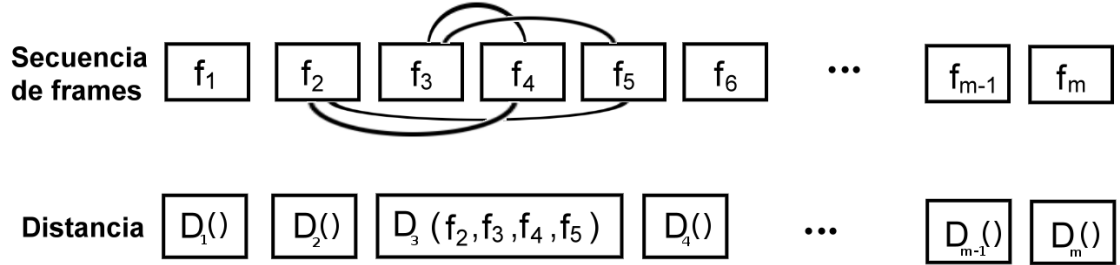 Secuencia de frames f₁ f₂ f₃ f₄ f₅ f₆ ... fₘ₋₁ fₘ
Distancia D₁() D₂() D₃ (f₂,f₃,f₄,f₅) D₄() ... Dₘ₋₁() Dₘ()